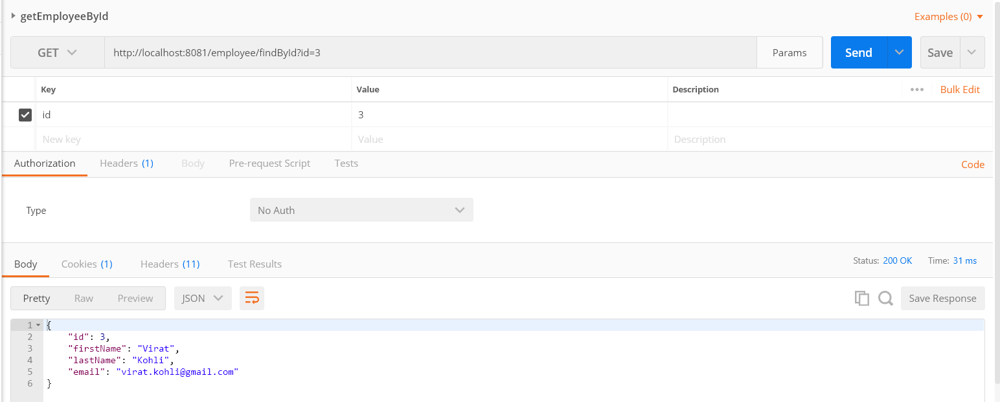 getEmployeeById Examples (0)
GET http://localhost:8081/employee/findById?id=3 Params Send Save
Key Value Description ••• Bulk Edit
id 3
New key Value Description
Authorization Headers (1) Body Pre-request Script Tests Code
Type No Auth
Body Cookies (1) Headers (11) Test Results Status: 200 OK Time: 31 ms
Pretty Raw Preview JSON Save Response
1 {
2 "id": 3,
3 "firstName": "Virat",
4 "lastName": "Kohli",
5 "email": "virat.kohli@gmail.com"
6 }